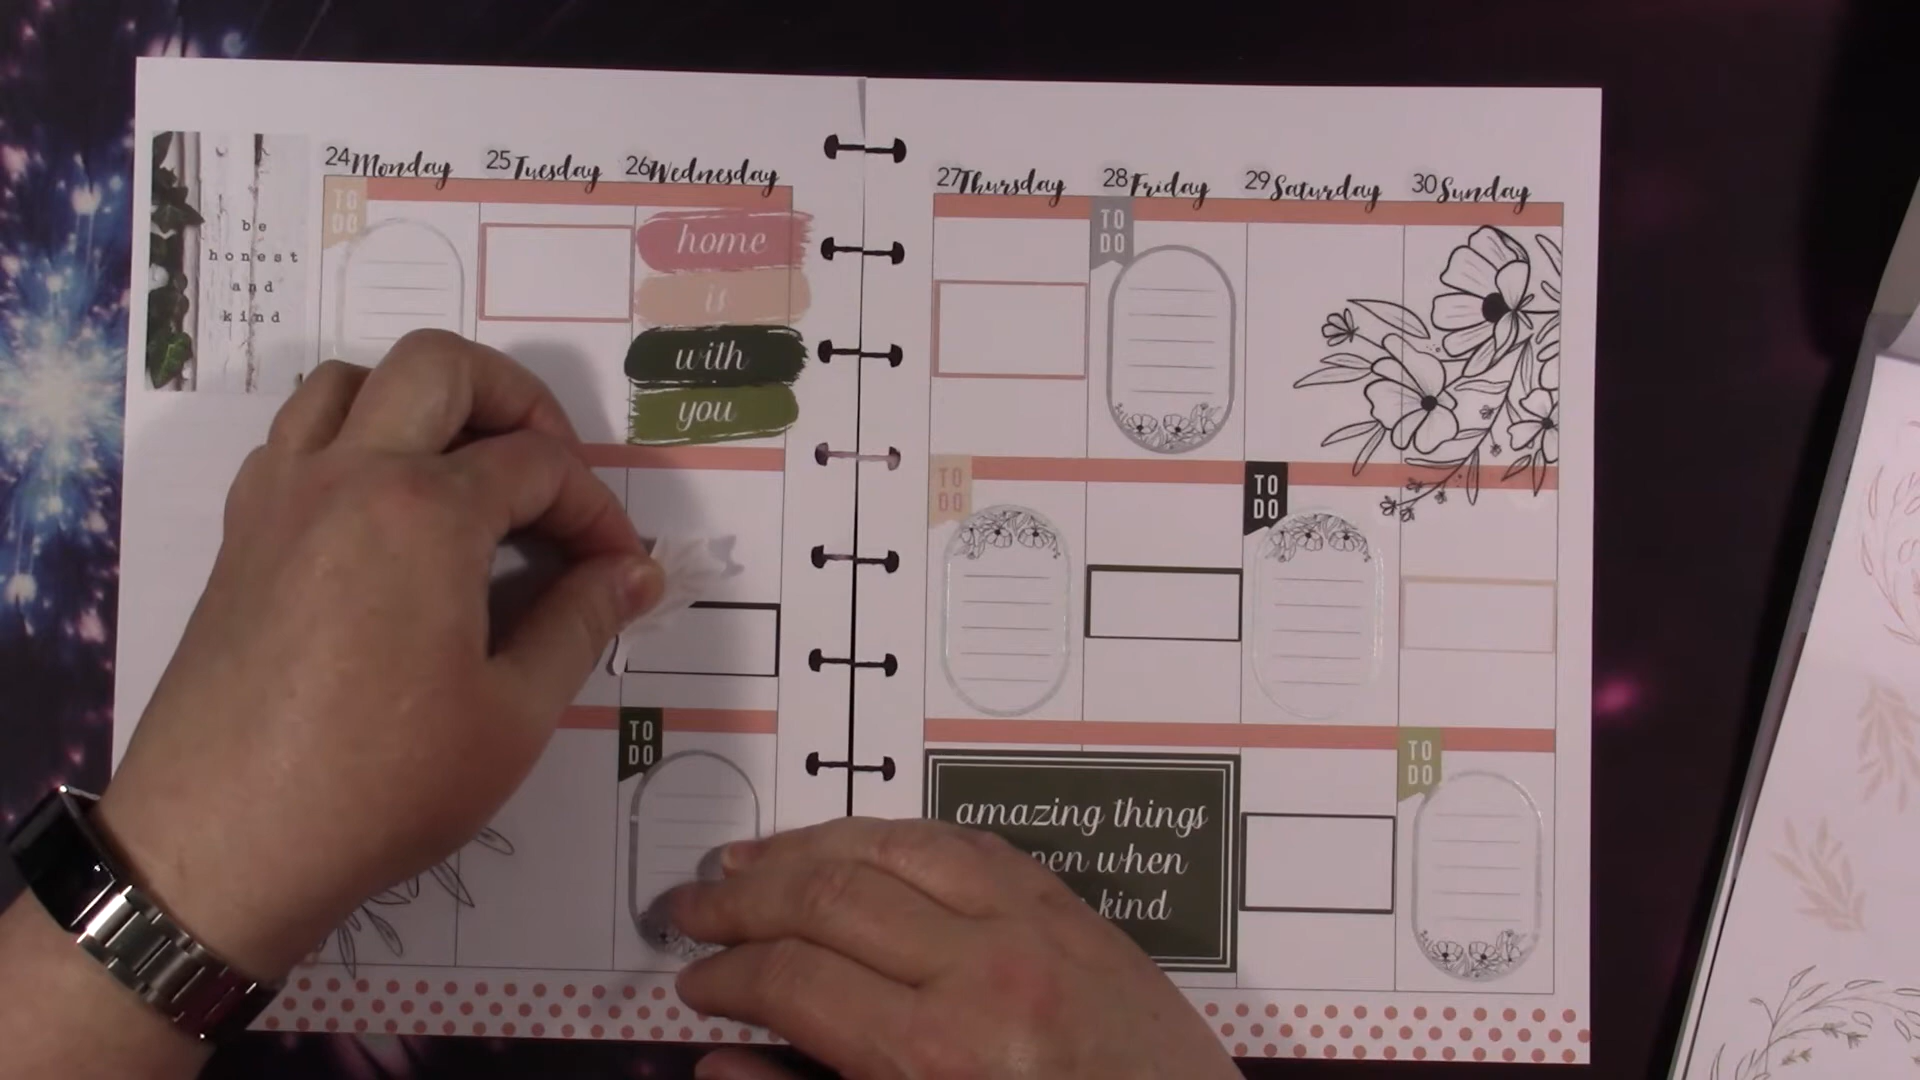 be
honest
and
kind
24 Monday
25 Tuesday
26 Wednesday
TO
DO
home
is
with
you
TO
DO
27 Thursday
28 Friday
29 Saturday
30 Sunday
TO
DO
TO
DO
TO
DO
amazing things
when
kind
TO
DO